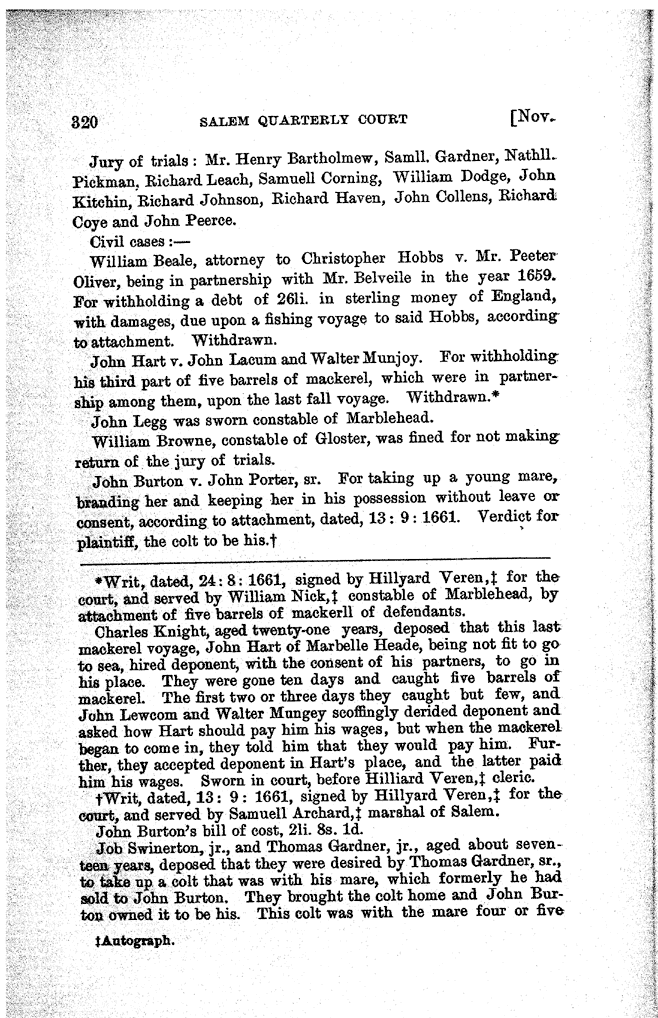 320 SALEM QUARTERLY COURT [Nov.
Jury of trials: Mr. Henry Bartholmew, Samll. Gardner, Nathll.
Pickman, Richard Leach, Samuell Corning, William Dodge, John
Kitchin, Richard Johnson, Richard Haven, John Collens, Richard
Coye and John Peerce.
Civil cases:—
William Beale, attorney to Christopher Hobbs v. Mr. Peeter
Oliver, being in partnership with Mr. Belveile in the year 1659.
For withholding a debt of 26li. in sterling money of England,
with damages, due upon a fishing voyage to said Hobbs, according
to attachment. Withdrawn.
John Hart v. John Lacum and Walter Munjoy. For withholding
his third part of five barrels of mackerel, which were in partner-
ship among them, upon the last fall voyage. Withdrawn.*
John Legg was sworn constable of Marblehead.
William Browne, constable of Gloster, was fined for not making
return of the jury of trials.
John Burton v. John Porter, sr. For taking up a young mare,
branding her and keeping her in his possession without leave or
consent, according to attachment, dated, 13: 9: 1661. Verdict for
plaintiff, the colt to be his.†
*Writ, dated, 24: 8: 1661, signed by Hillyard Veren,‡ for the
court, and served by William Nick,‡ constable of Marblehead, by
attachment of five barrels of mackerll of defendants.
Charles Knight, aged twenty-one years, deposed that this last
mackerel voyage, John Hart of Marbelle Heade, being not fit to go
to sea, hired deponent, with the consent of his partners, to go in
his place. They were gone ten days and caught five barrels of
mackerel. The first two or three days they caught but few, and
John Lewcom and Walter Mungey scoffingly derided deponent and
asked how Hart should pay him his wages, but when the mackerel
began to come in, they told him that they would pay him. Fur-
ther, they accepted deponent in Hart's place, and the latter paid
him his wages. Sworn in court, before Hilliard Veren,‡ cleric.
†Writ, dated, 13: 9: 1661, signed by Hillyard Veren,‡ for the
court, and served by Samuell Archard,‡ marshal of Salem.
John Burton's bill of cost, 2li. 8s. 1d.
Job Swinerton, jr., and Thomas Gardner, jr., aged about seven-
teen years, deposed that they were desired by Thomas Gardner, sr.,
to take up a colt that was with his mare, which formerly he had
sold to John Burton. They brought the colt home and John Bur-
ton owned it to be his. This colt was with the mare four or five
‡Autograph.